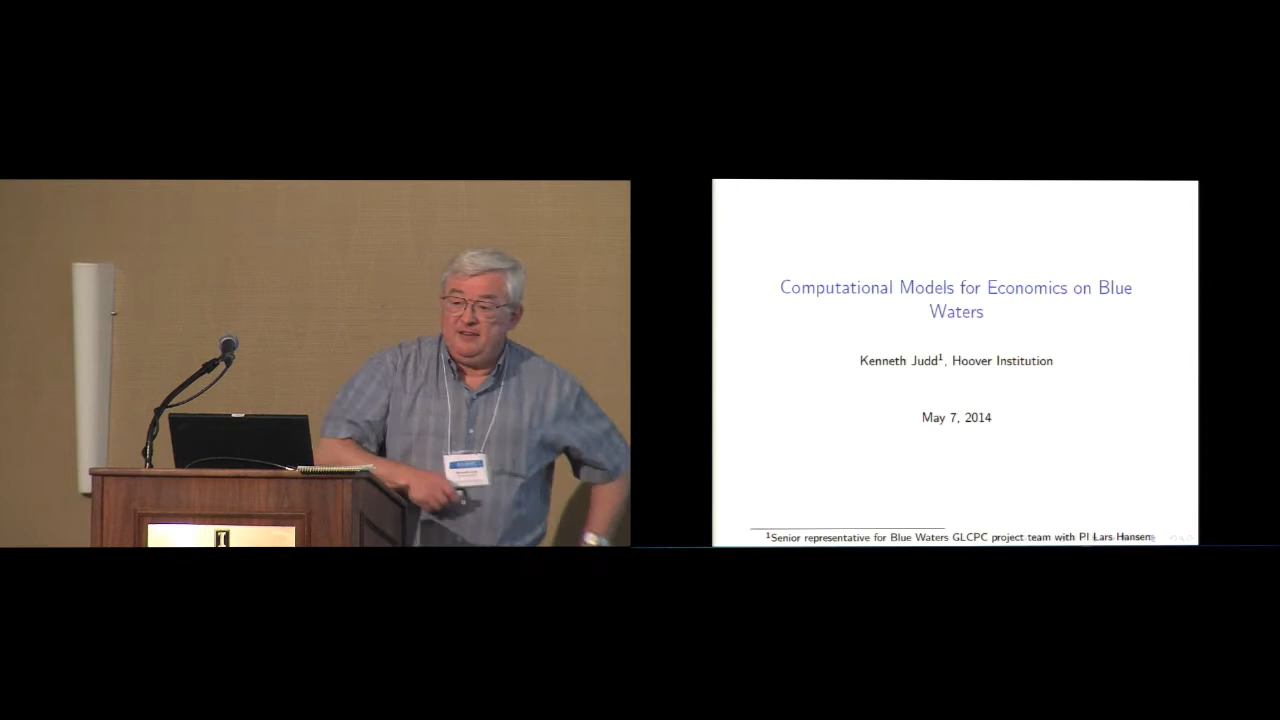 I
Computational Models for Economics on Blue
Waters
Kenneth Judd1, Hoover Institution
May 7, 2014
1Senior representative for Blue Waters GLCPC project team with PI Lars Hansen